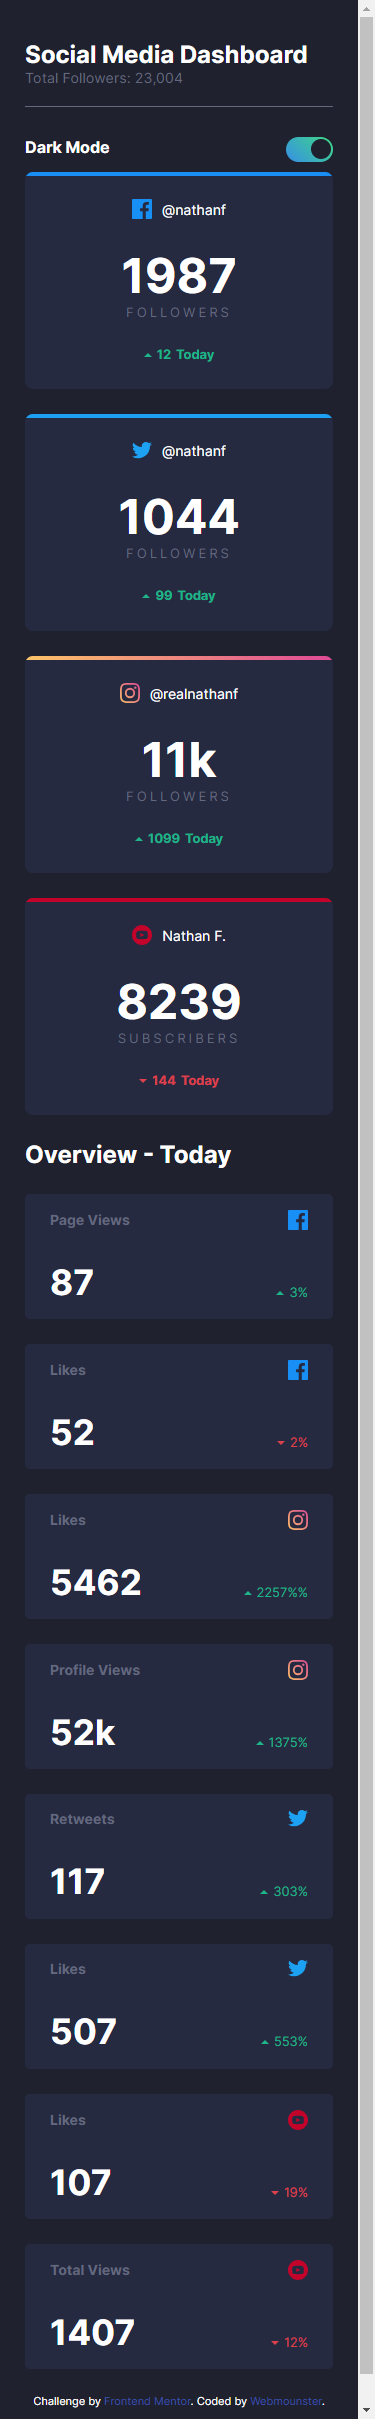 Social Media Dashboard
Total Followers: 23,004
Dark Mode
@nathanf
1987
FOLLOWERS
12 Today
@nathanf
1044
FOLLOWERS
99 Today
@realnathanf
11k
FOLLOWERS
1099 Today
Nathan F.
8239
SUBSCRIBERS
144 Today
Overview - Today
Page Views
87
3%
Likes
52
2%
Likes
5462
2257%%
Profile Views
52k
1375%
Retweets
117
303%
Likes
507
553%
Likes
107
19%
Total Views
1407
12%
Challenge by Frontend Mentor. Coded by Webmounster.